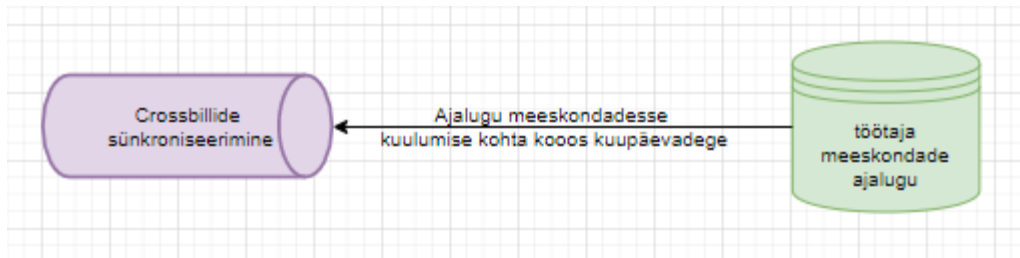 Crossbillide
sünkroniseerimine
Ajalugu meeskondadesse
kuulumise kohta kooos kuupäevadege
töötaja
meeskondade
ajalugu